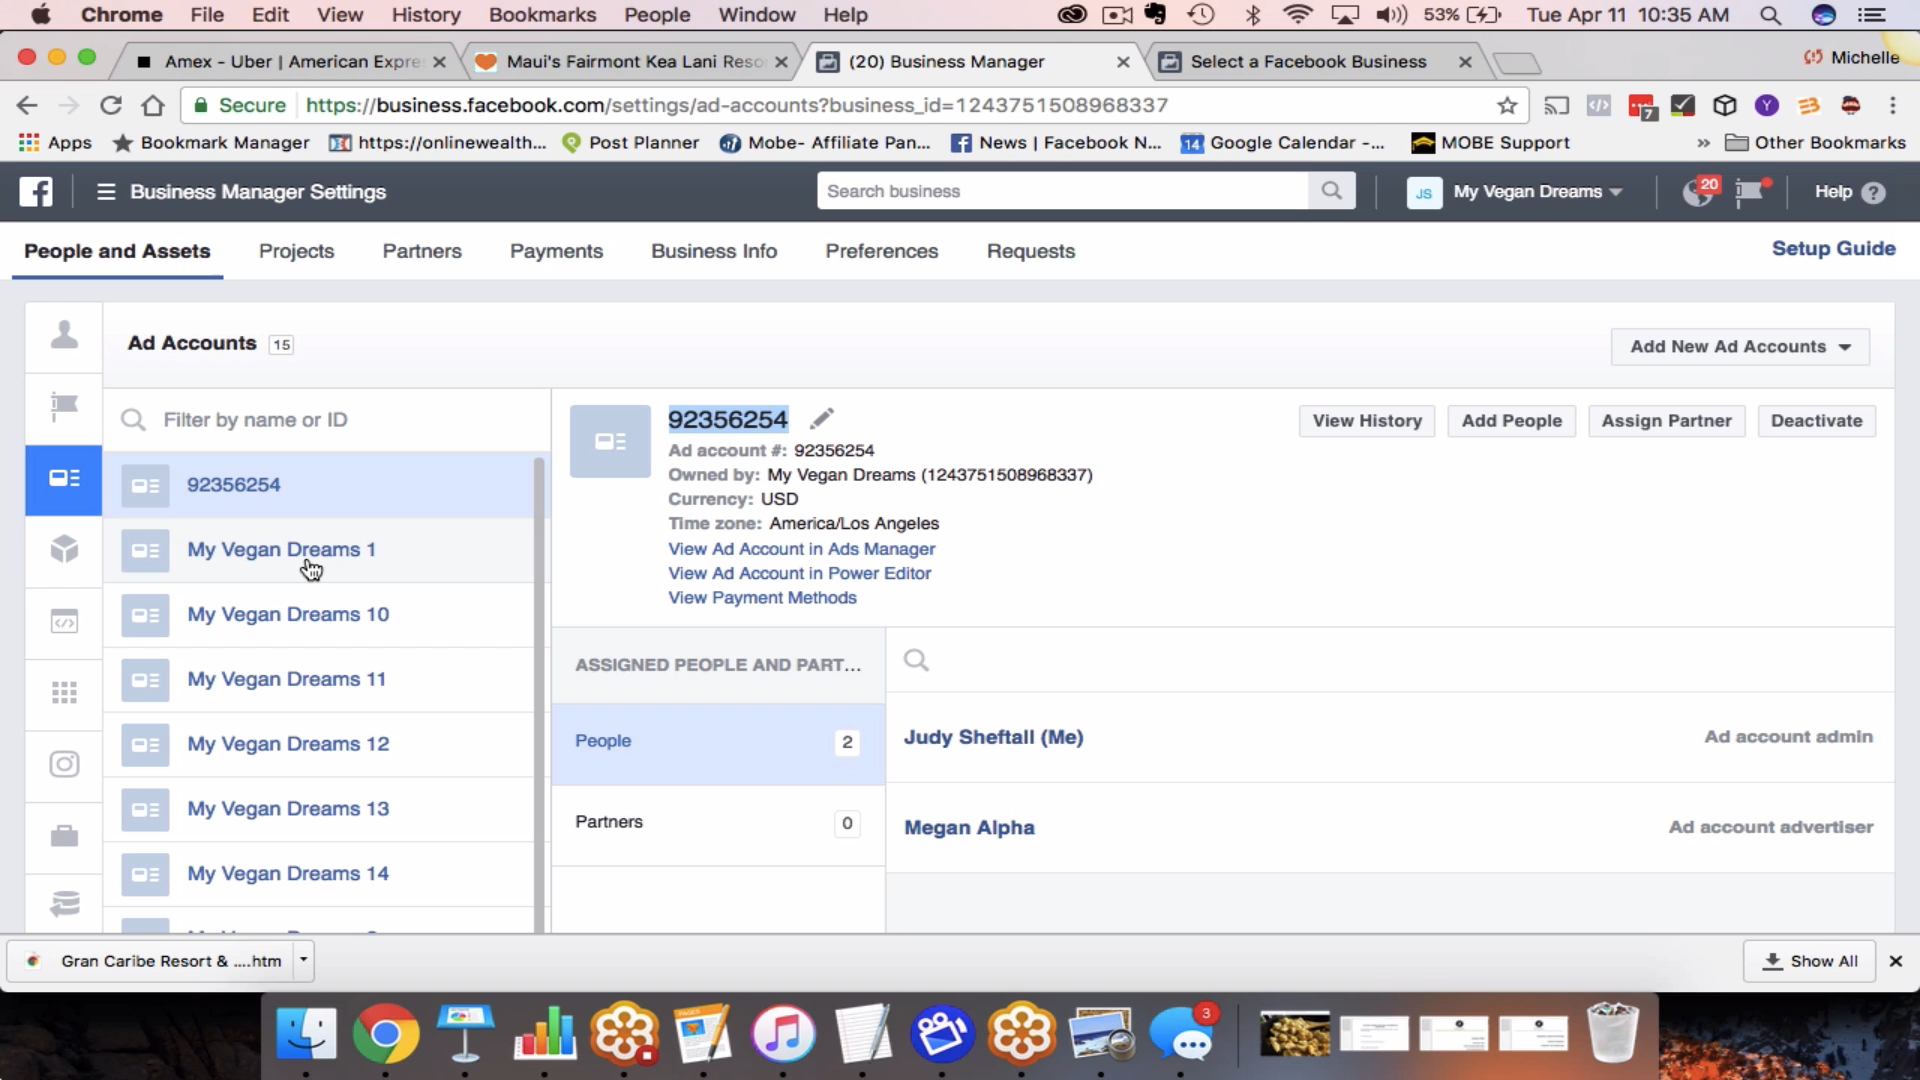 Chrome File Edit View History Bookmarks People Window Help 53% Tue Apr 11 10:35 AM
Amex - Uber | American Expre Maui's Fairmont Kea Lani Reso (20) Business Manager Select a Facebook Business Michelle
Secure https://business.facebook.com/settings/ad-accounts?business_id=1243751508968337 7
Apps Bookmark Manager https://onlinewealth... Post Planner Mobe- Affiliate Pan... News | Facebook N... 14 Google Calendar -... MOBE Support » Other Bookmarks
Business Manager Settings Search business JS My Vegan Dreams 20 Help ?
People and Assets Projects Partners Payments Business Info Preferences Requests Setup Guide
Ad Accounts 15 Add New Ad Accounts
Filter by name or ID
92356254 View History Add People Assign Partner Deactivate
Ad account #: 92356254
Owned by: My Vegan Dreams (1243751508968337)
Currency: USD
Time zone: America/Los Angeles
View Ad Account in Ads Manager
View Ad Account in Power Editor
View Payment Methods
92356254
My Vegan Dreams 1
My Vegan Dreams 10
My Vegan Dreams 11
My Vegan Dreams 12
My Vegan Dreams 13
My Vegan Dreams 14
ASSIGNED PEOPLE AND PART...
People 2
Partners 0
Judy Sheftall (Me) Ad account admin
Megan Alpha Ad account advertiser
Gran Caribe Resort & ....htm Show All
PAGES
3